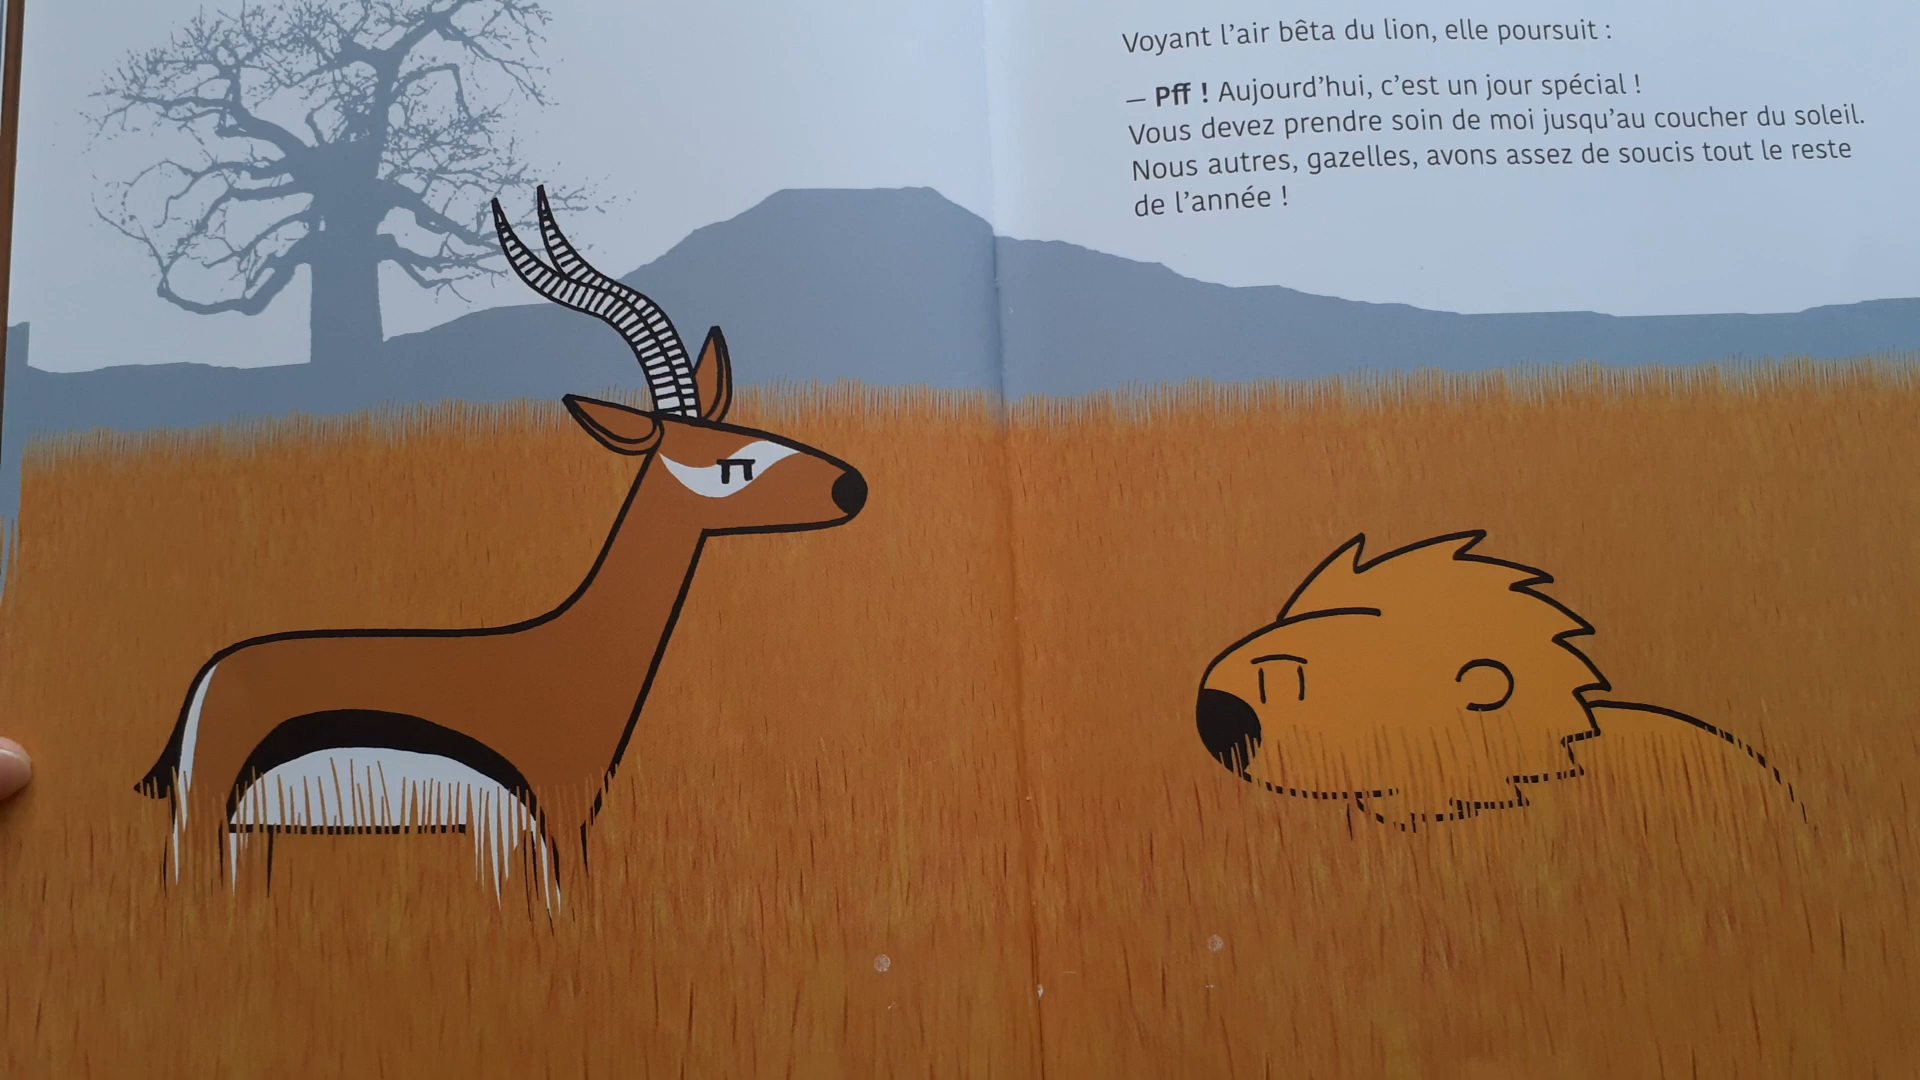 Voyant l'air bêta du lion, elle poursuit :
– Pff ! Aujourd'hui, c'est un jour spécial !
Vous devez prendre soin de moi jusqu'au coucher du soleil.
Nous autres, gazelles, avons assez de soucis tout le reste
de l'année !